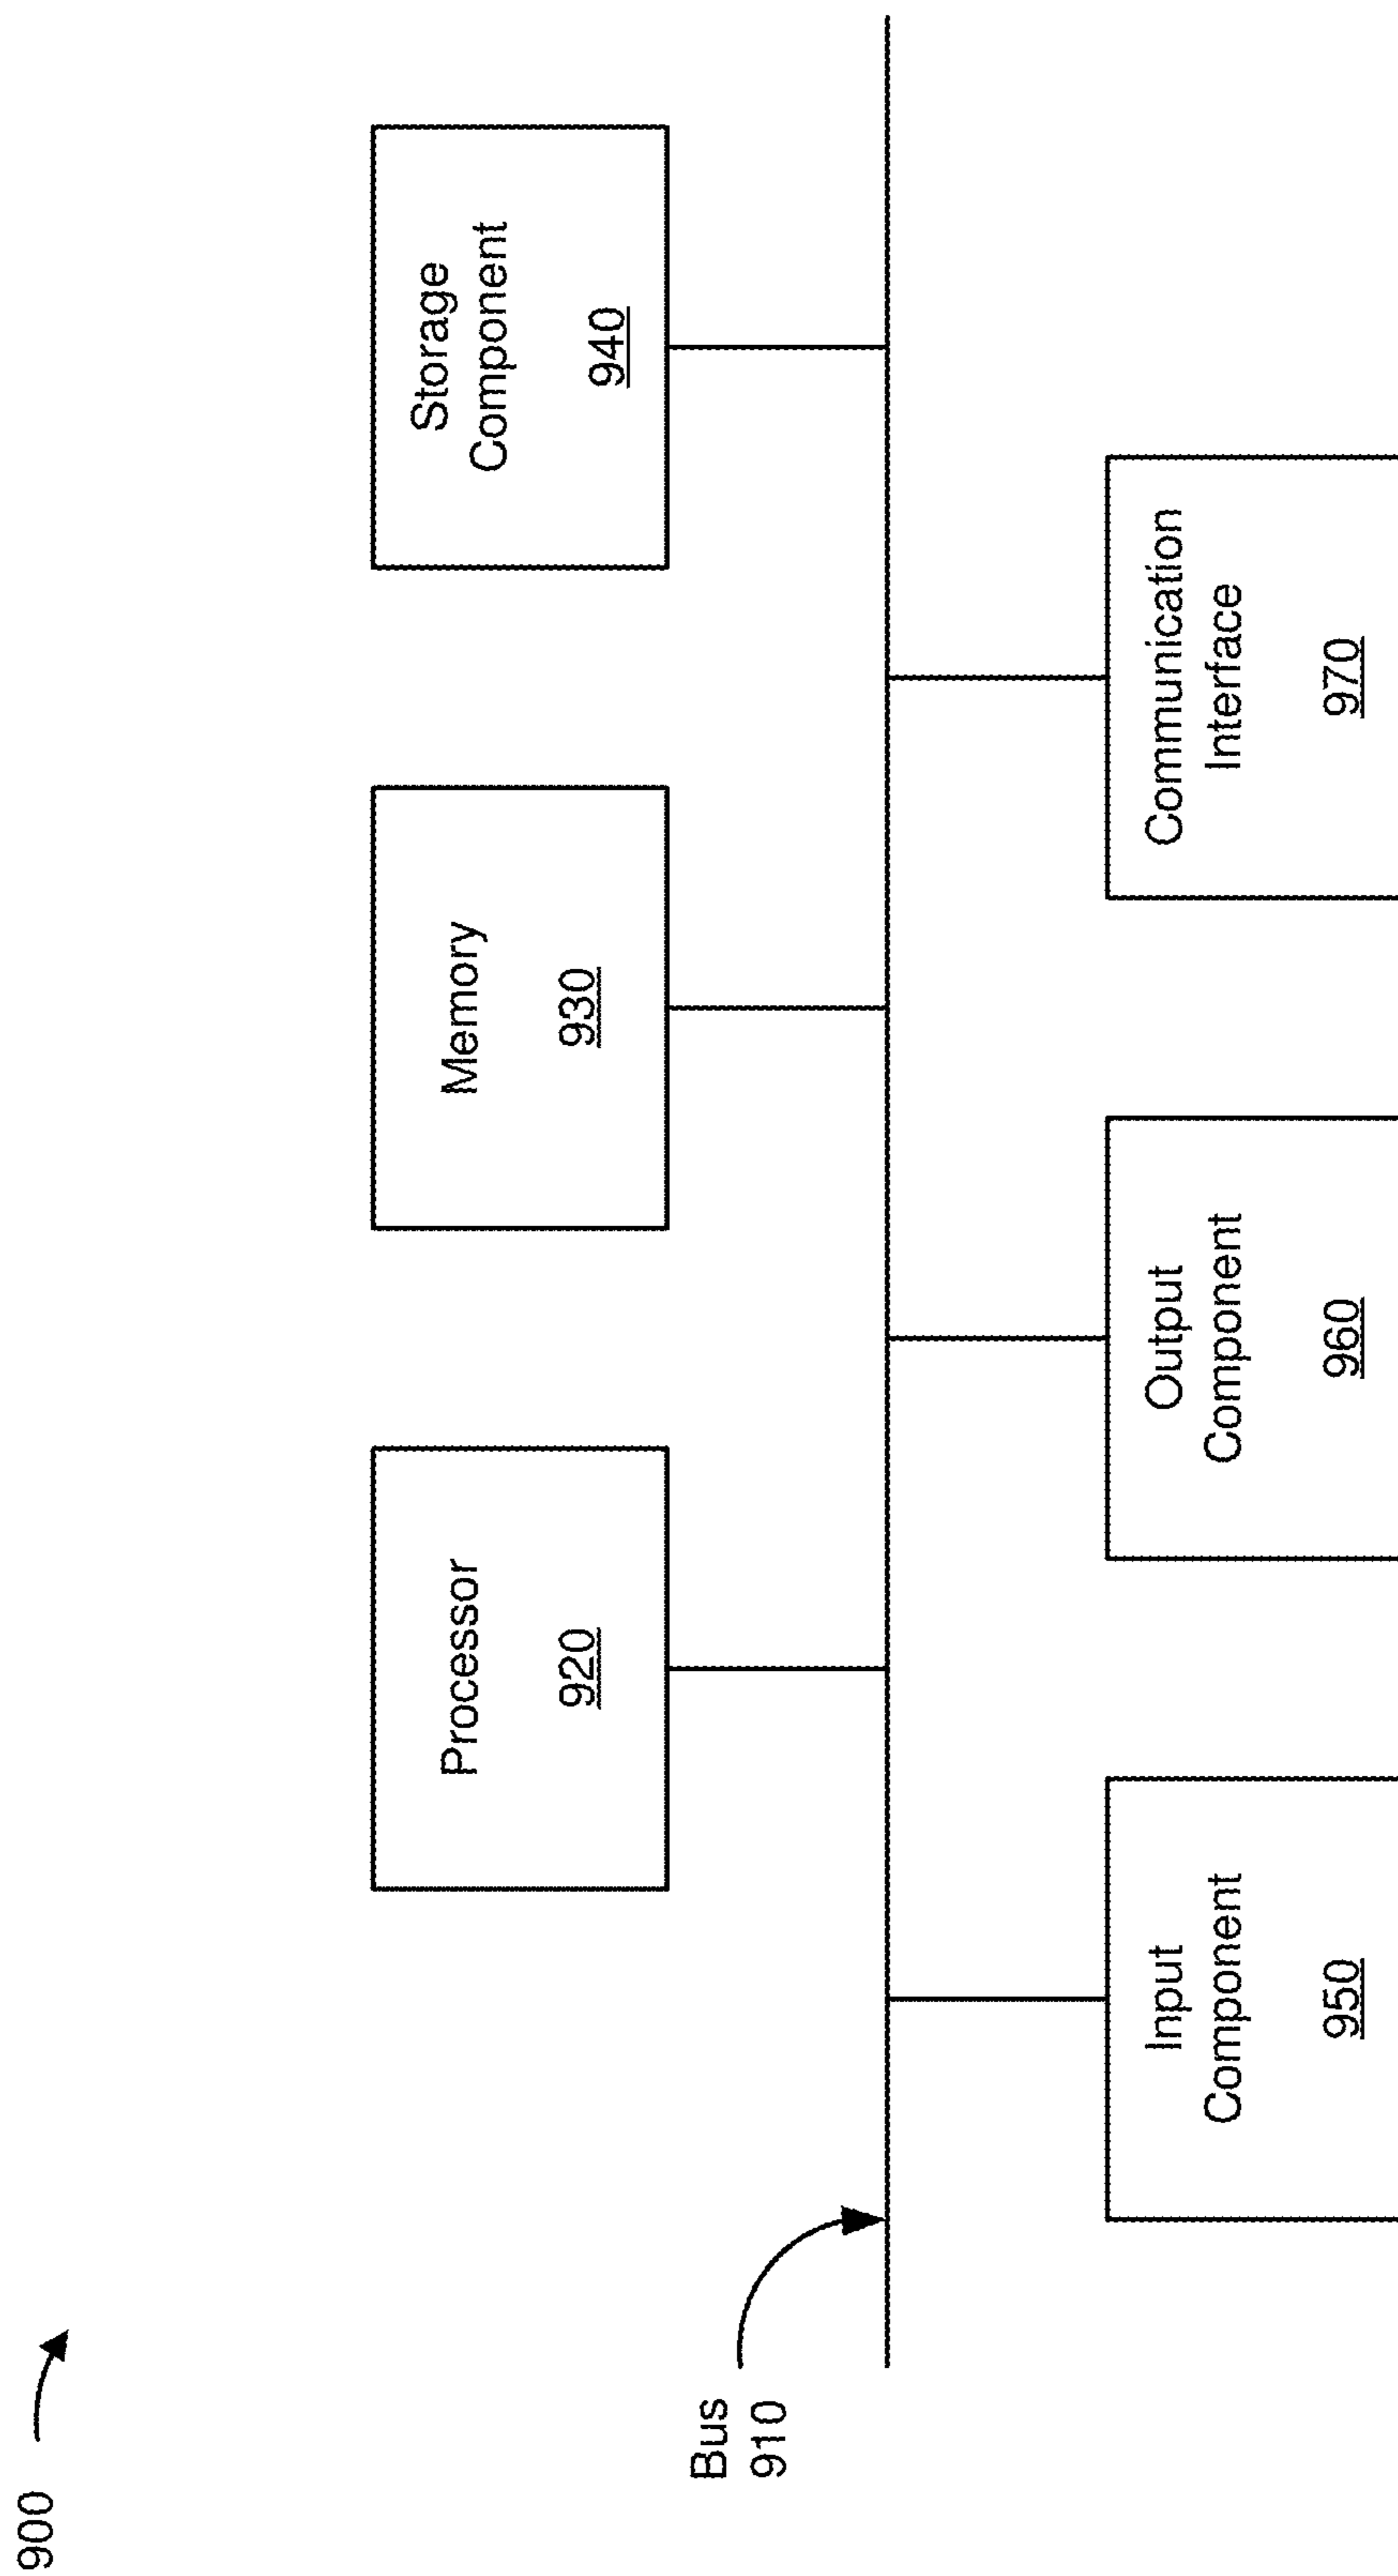 900
Processor
920
Memory
930
Storage
Component
940
Bus
910
Input
Component
950
Output
Component
960
Communication
Interface
970